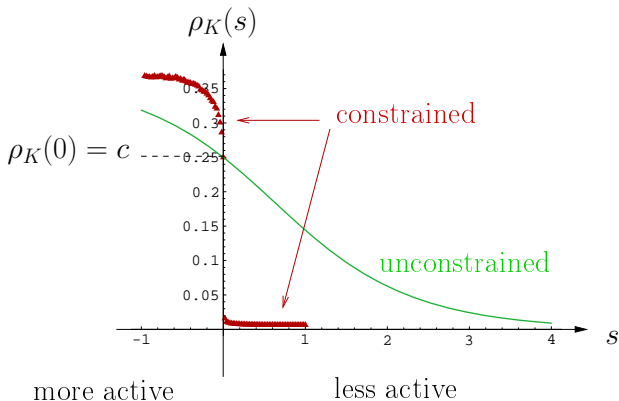 ρ_K(s)
0.35
0.3
constrained
ρ_K(0) = c
0.25
0.2
0.15
0.1
unconstrained
0.05
-1 1 2 3 4 s
more active less active